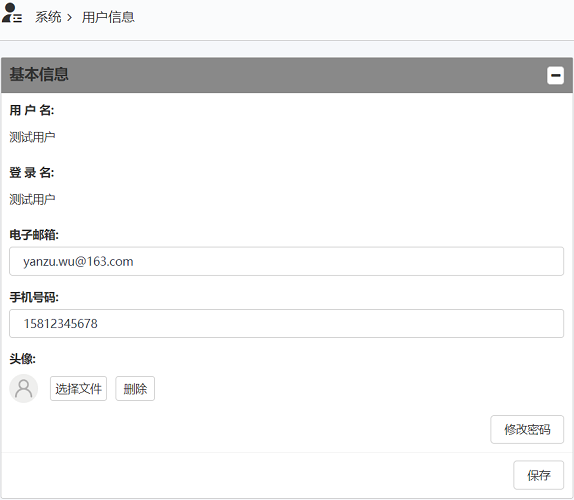 系统 > 用户信息
基本信息
用 户 名:
测试用户
登 录 名:
测试用户
电子邮箱:
yanzu.wu@163.com
手机号码:
15812345678
头像:
选择文件 删除
修改密码
保存